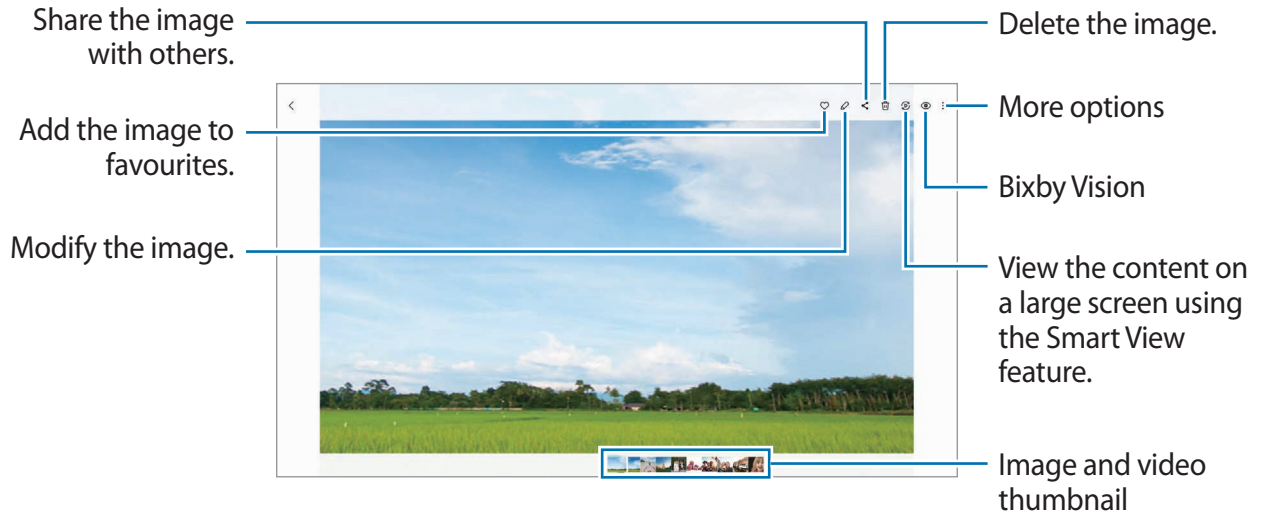 Share the image
with others.
Add the image to
favourites.
Modify the image.
Delete the image.
More options
Bixby Vision
View the content on
a large screen using
the Smart View
feature.
Image and video
thumbnail